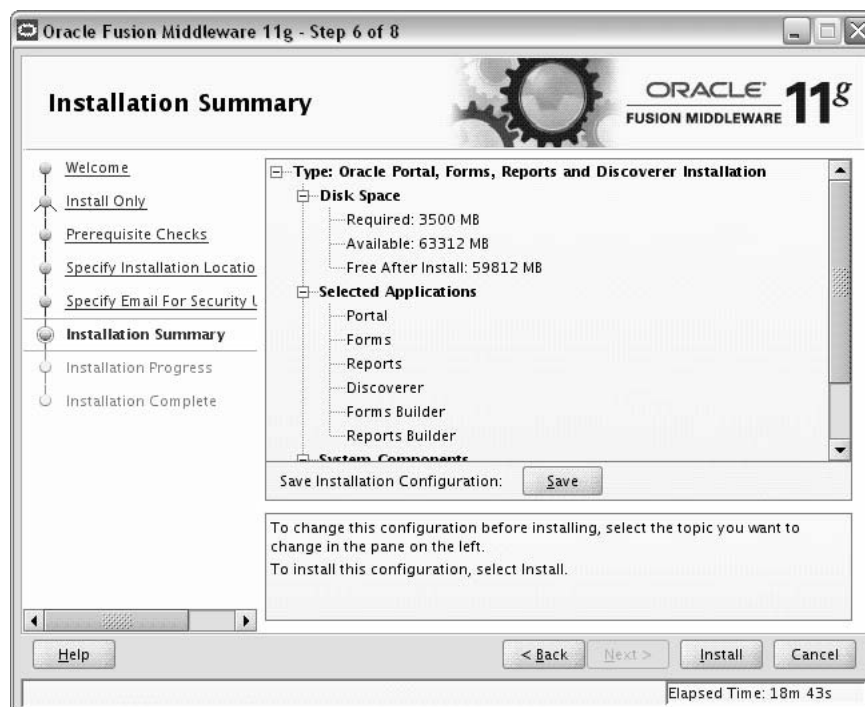 Oracle Fusion Middleware 11g - Step 6 of 8
Installation Summary
ORACLE
FUSION MIDDLEWARE
11g
Welcome
Install Only
Prerequisite Checks
Specify Installation Locatio
Specify Email For Security
Installation Summary
Installation Progress
Installation Complete
Type: Oracle Portal, Forms, Reports and Discoverer Installation
Disk Space
Required: 3500 MB
Available: 63312 MB
Free After Install: 59812 MB
Selected Applications
Portal
Forms
Reports
Discoverer
Forms Builder
Reports Builder
System Components
Save Installation Configuration: Save
To change this configuration before installing, select the topic you want to
change in the pane on the left.
To install this configuration, select Install.
Help < Back Next > Install Cancel
Elapsed Time: 18m 43s